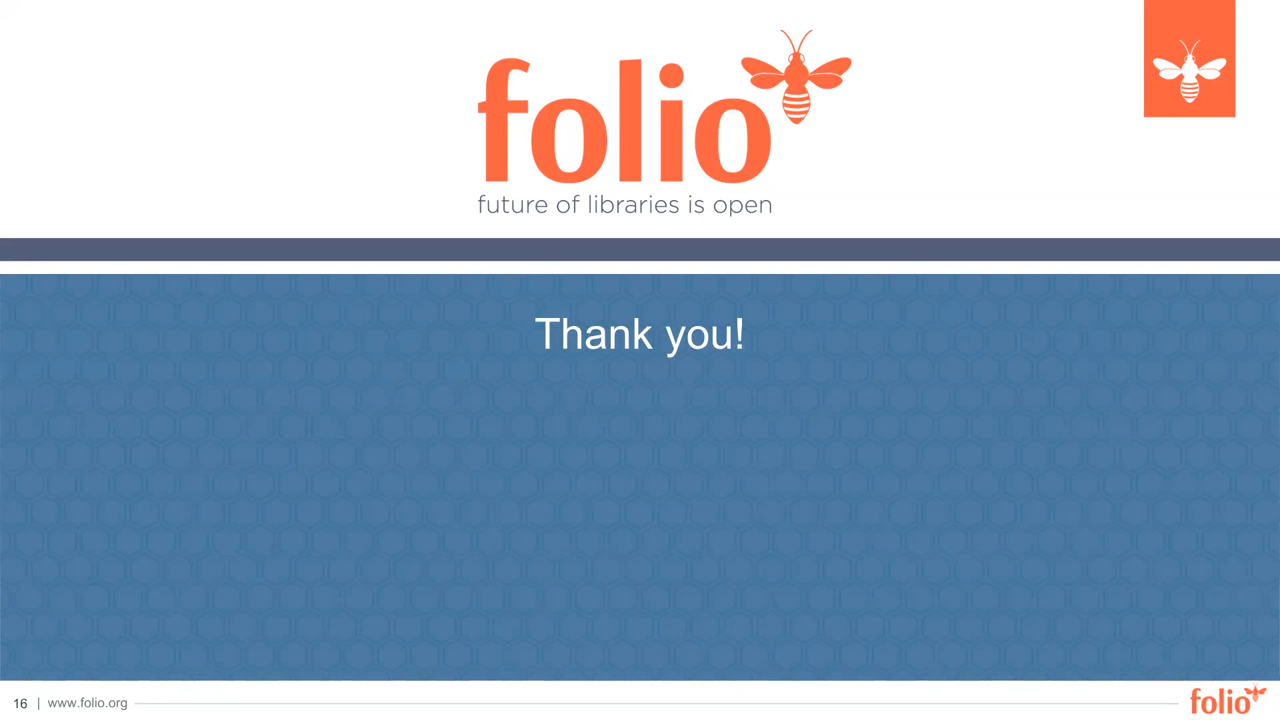 folio
future of libraries is open
Thank you!
16 | www.folio.org
folio